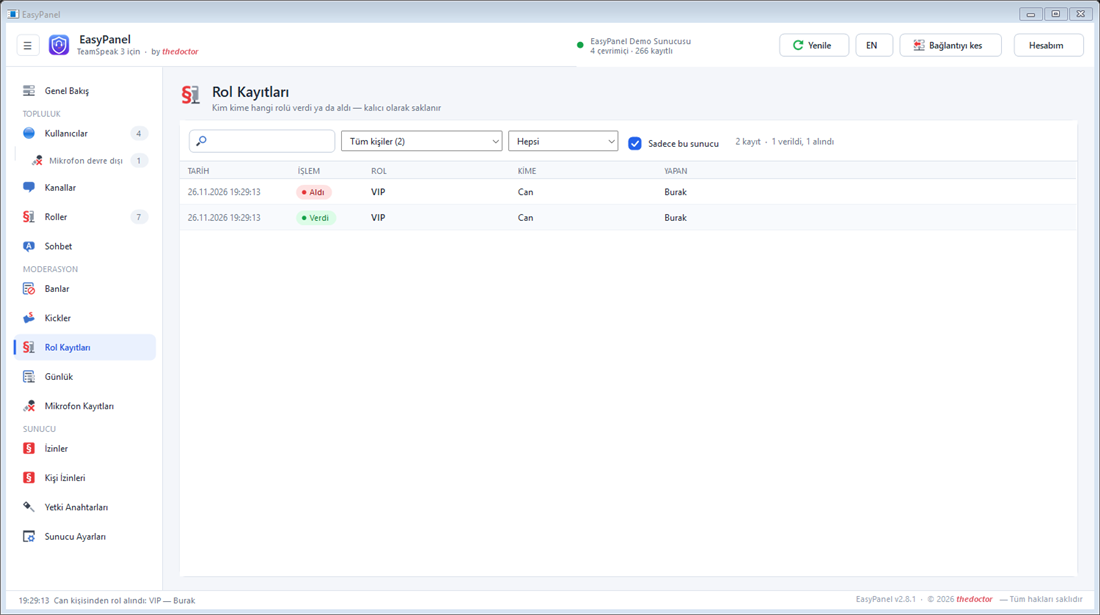 EasyPanel
EasyPanel
TeamSpeak 3 için · by thedoctor
EasyPanel Demo Sunucusu
4 çevrimiçi · 266 kayıtlı
Yenile
EN
Bağlantıyı kes
Hesabım
Genel Bakış
TOPLULUK
Kullanıcılar 4
Mikrofon devre dışı 1
Kanallar
Roller 7
Sohbet
MODERASYON
Banlar
Kickler
Rol Kayıtları
Günlük
Mikrofon Kayıtları
SUNUCU
İzinler
Kişi İzinleri
Yetki Anahtarları
Sunucu Ayarları
Rol Kayıtları
Kim kime hangi rolü verdi ya da aldı — kalıcı olarak saklanır
Tüm kişiler (2)
Hepsi
Sadece bu sunucu
2 kayıt · 1 verildi, 1 alındı
TARİH İŞLEM ROL KİME YAPAN
26.11.2026 19:29:13 Aldı VIP Can Burak
26.11.2026 19:29:13 Verdi VIP Can Burak
19:29:13 Can kişisinden rol alındı: VIP — Burak
EasyPanel v2.8.1 · © 2026 thedoctor — Tüm hakları saklıdır